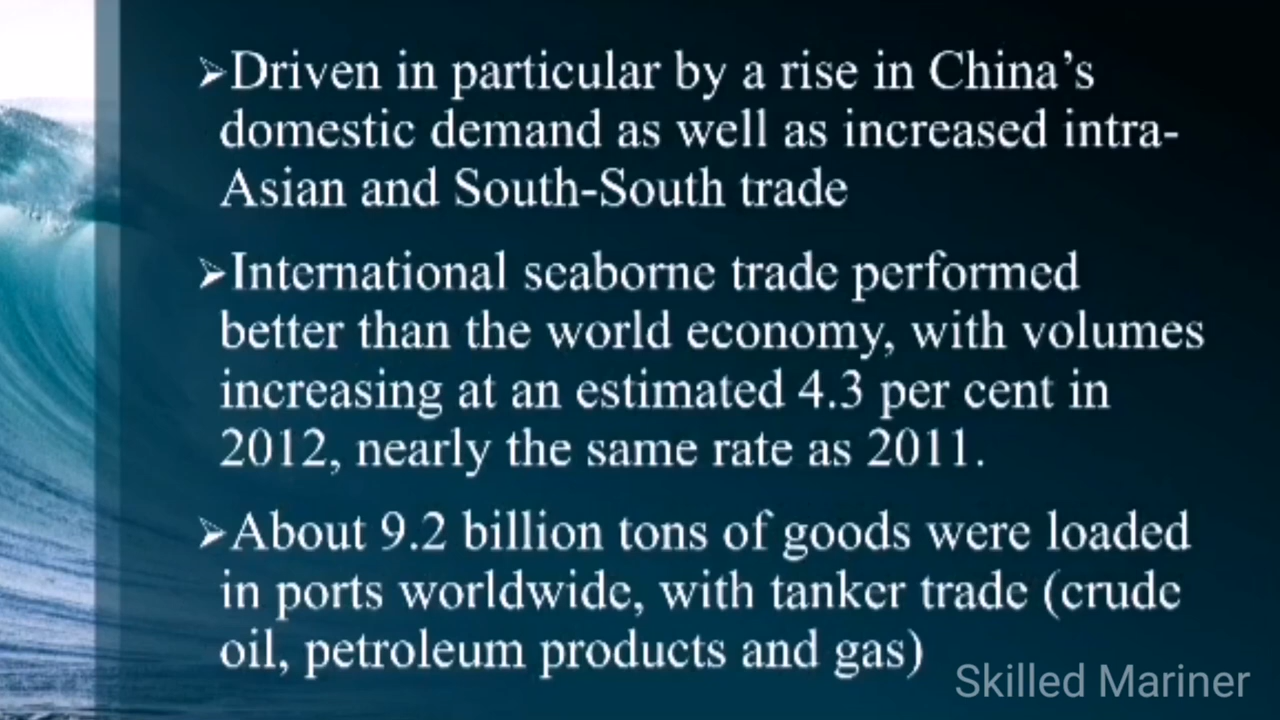 ➢Driven in particular by a rise in China’s
domestic demand as well as increased intra-
Asian and South-South trade
➢International seaborne trade performed
better than the world economy, with volumes
increasing at an estimated 4.3 per cent in
2012, nearly the same rate as 2011.
➢About 9.2 billion tons of goods were loaded
in ports worldwide, with tanker trade (crude
oil, petroleum products and gas)
Skilled Mariner